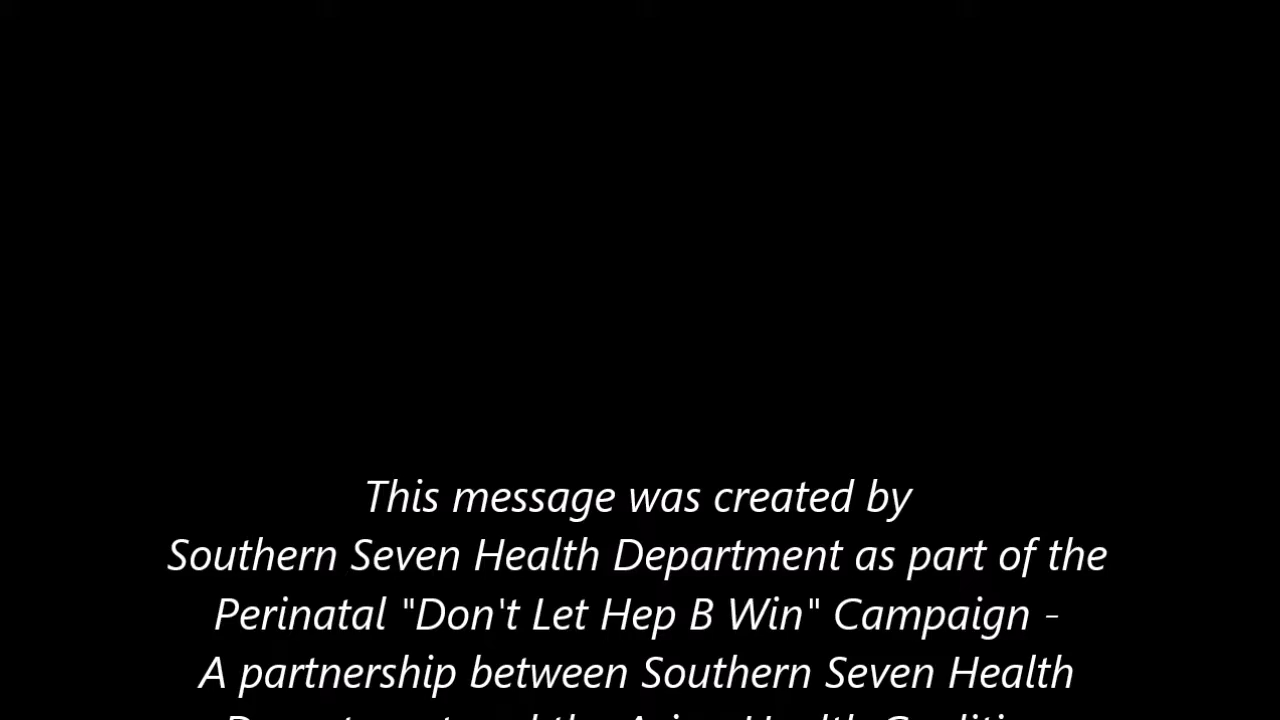 This message was created by
Southern Seven Health Department as part of the
Perinatal "Don't Let Hep B Win" Campaign -
A partnership between Southern Seven Health